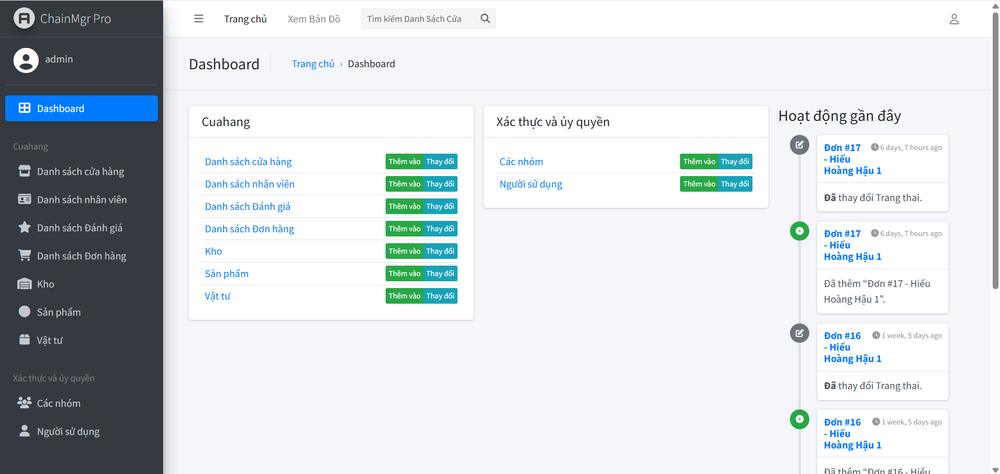 ChainMgr Pro
admin
Dashboard
Cuahang
Danh sách cửa hàng
Danh sách nhân viên
Danh sách Đánh giá
Danh sách Đơn hàng
Kho
Sản phẩm
Vật tư
Xác thực và ủy quyền
Các nhóm
Người sử dụng
Trang chủ
Xem Bản Đồ
Tìm kiếm Danh Sách Cửa
Dashboard
Trang chủ › Dashboard
Cuahang
Danh sách cửa hàng Thêm vào Thay đổi
Danh sách nhân viên Thêm vào Thay đổi
Danh sách Đánh giá Thêm vào Thay đổi
Danh sách Đơn hàng Thêm vào Thay đổi
Kho Thêm vào Thay đổi
Sản phẩm Thêm vào Thay đổi
Vật tư Thêm vào Thay đổi
Xác thực và ủy quyền
Các nhóm Thêm vào Thay đổi
Người sử dụng Thêm vào Thay đổi
Hoạt động gần đây
Đơn #17 6 days, 7 hours ago
- Hiếu
Hoàng Hậu 1
Đã thay đổi Trang thai.
Đơn #17 6 days, 7 hours ago
- Hiếu
Hoàng Hậu 1
Đã thêm “Đơn #17 - Hiếu
Hoàng Hậu 1”.
Đơn #16 1 week, 5 days ago
- Hiếu
Hoàng Hậu 1
Đã thay đổi Trang thai.
Đơn #16 1 week, 5 days ago
- Hiếu
Hoàng Hậu 1
Đã thêm “Đơn #16 - Hiếu